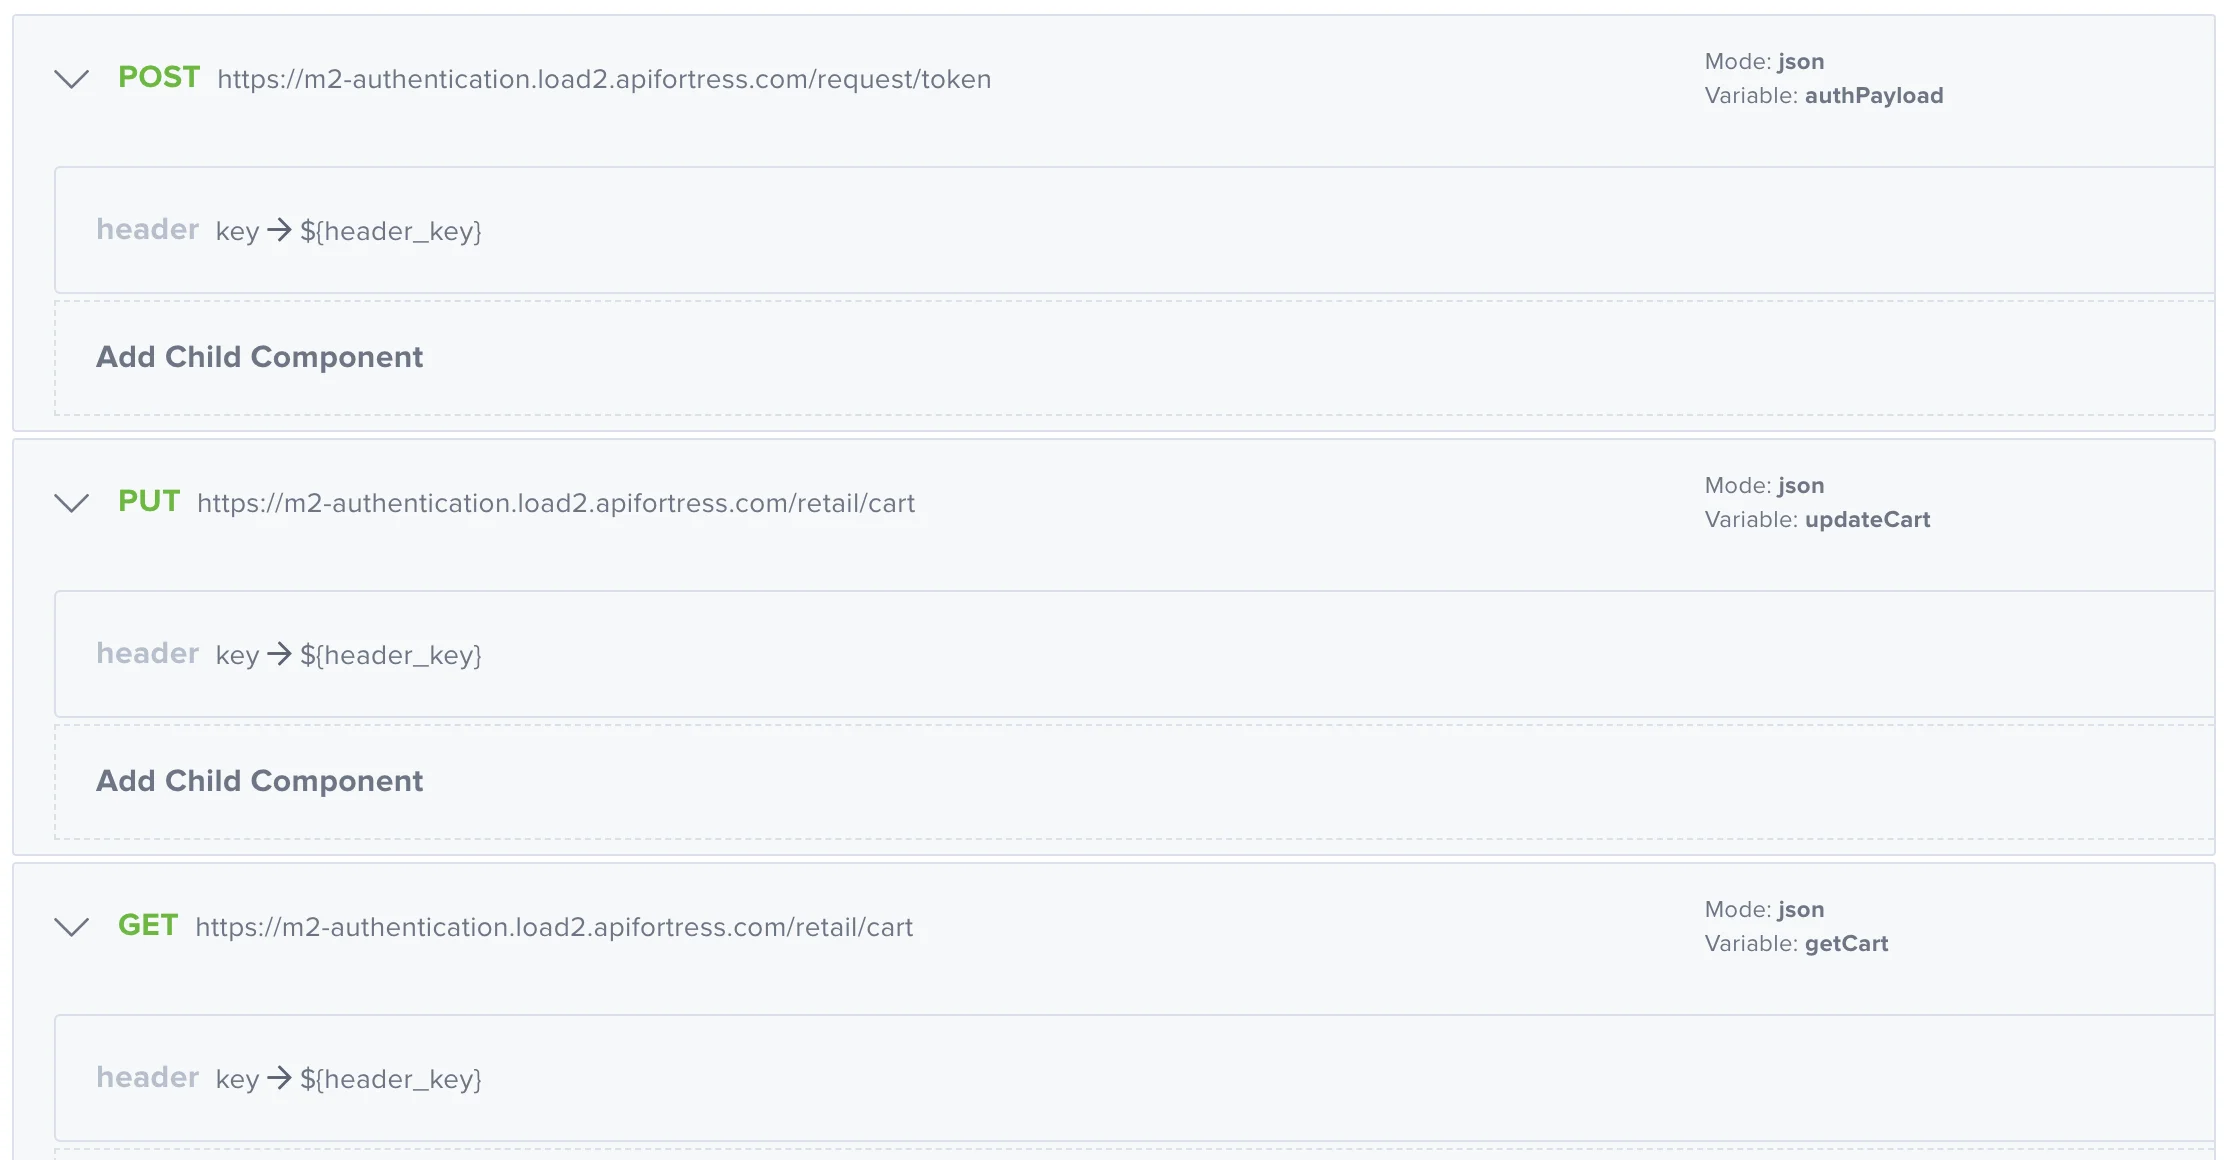 POST https://m2-authentication.load2.apifortress.com/request/token
Mode: json
Variable: authPayload
header key → ${header_key}
Add Child Component
PUT https://m2-authentication.load2.apifortress.com/retail/cart
Mode: json
Variable: updateCart
header key → ${header_key}
Add Child Component
GET https://m2-authentication.load2.apifortress.com/retail/cart
Mode: json
Variable: getCart
header key → ${header_key}